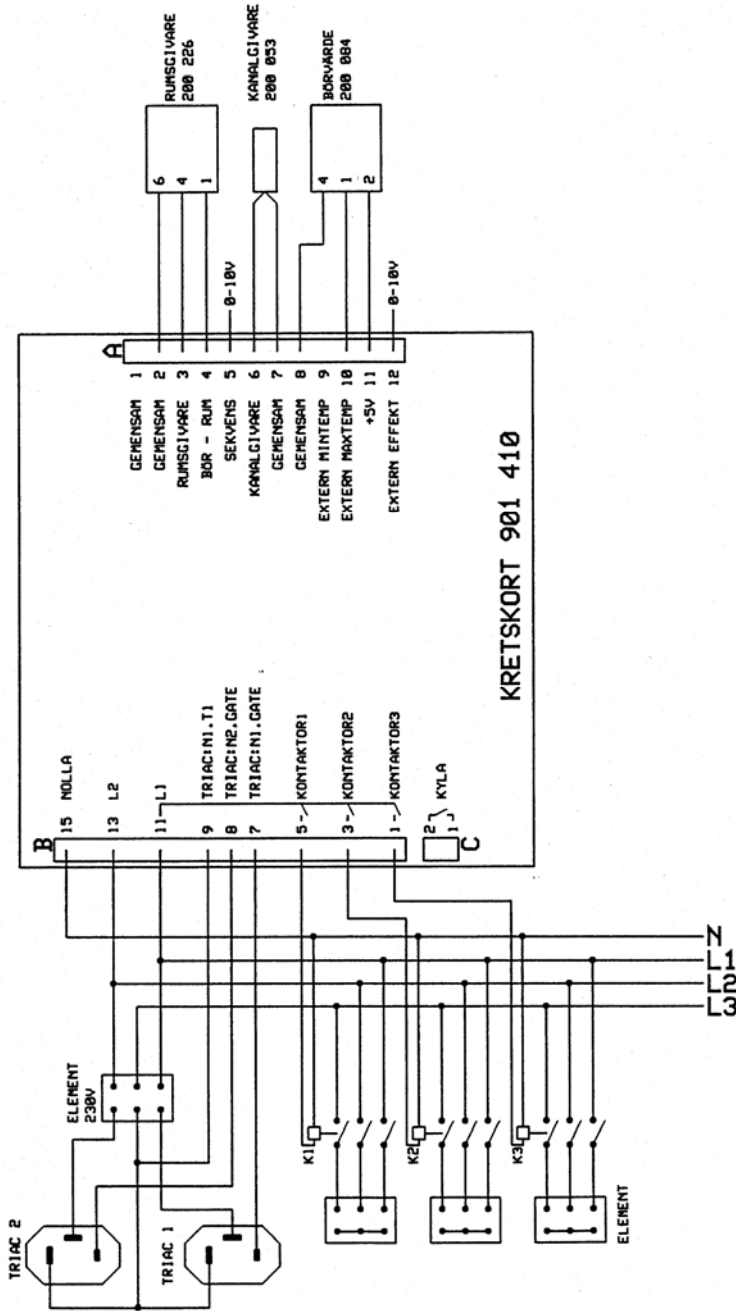 RUMSGIVARE
200 226
6
4
1
KANALGIVARE
200 053
BÖRVÄRDE
200 084
4
1
2
A
GEMENSAM 1
GEMENSAM 2
RUMSGIVARE 3
BÖR - RUM 4
SEKVENS 5 0-10V
KANALGIVARE 6
GEMENSAM 7
GEMENSAM 8
EXTERN MINTEMP 9
EXTERN MAXTEMP 10
+5V 11
EXTERN EFFEKT 12 0-10V
KRETSKORT 901 410
B
15 NOLLA
13 L2
11 L1
9 TRIAC:N1.T1
8 TRIAC:N2.GATE
7 TRIAC:N1.GATE
5 KONTAKTOR1
3 KONTAKTOR2
1 KONTAKTOR3
2 KYLA
1
C
N
L1
L2
L3
ELEMENT
230V
TRIAC 2
TRIAC 1
K1
K2
K3
ELEMENT